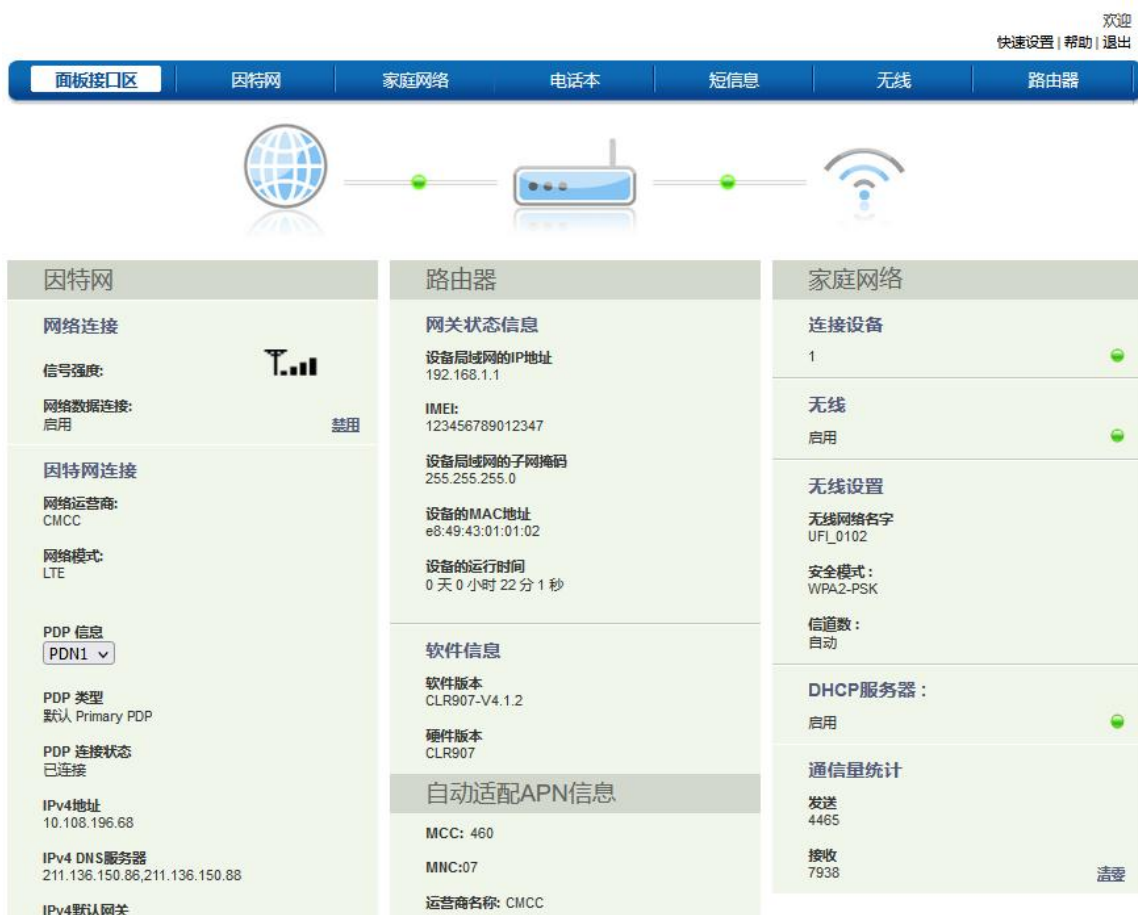 欢迎
快速设置 | 帮助 | 退出
面板接口区 因特网 家庭网络 电话本 短信息 无线 路由器
因特网
网络连接
信号强度:
网络数据连接:
启用 禁用
因特网连接
网络运营商:
CMCC
网络模式:
LTE
PDP 信息
PDN1
PDP 类型
默认 Primary PDP
PDP 连接状态
已连接
IPv4地址
10.108.196.68
IPv4 DNS服务器
211.136.150.86,211.136.150.88
IPv4默认网关
路由器
网关状态信息
设备局域网的IP地址
192.168.1.1
IMEI:
123456789012347
设备局域网的子网掩码
255.255.255.0
设备的MAC地址
e8:49:43:01:01:02
设备的运行时间
0 天 0 小时 22 分 1 秒
软件信息
软件版本
CLR907-V4.1.2
硬件版本
CLR907
自动适配APN信息
MCC: 460
MNC:07
运营商名称: CMCC
家庭网络
连接设备
1
无线
启用
无线设置
无线网络名字
UFI_0102
安全模式 :
WPA2-PSK
信道数 :
自动
DHCP服务器 :
启用
通信量统计
发送
4465
接收
7938 清零